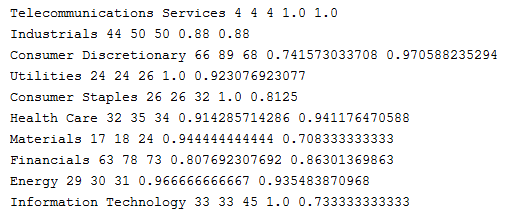 Telecommunications Services 4 4 4 1.0 1.0
Industrials 44 50 50 0.88 0.88
Consumer Discretionary 66 89 68 0.741573033708 0.970588235294
Utilities 24 24 26 1.0 0.923076923077
Consumer Staples 26 26 32 1.0 0.8125
Health Care 32 35 34 0.914285714286 0.941176470588
Materials 17 18 24 0.944444444444 0.708333333333
Financials 63 78 73 0.807692307692 0.86301369863
Energy 29 30 31 0.966666666667 0.935483870968
Information Technology 33 33 45 1.0 0.733333333333